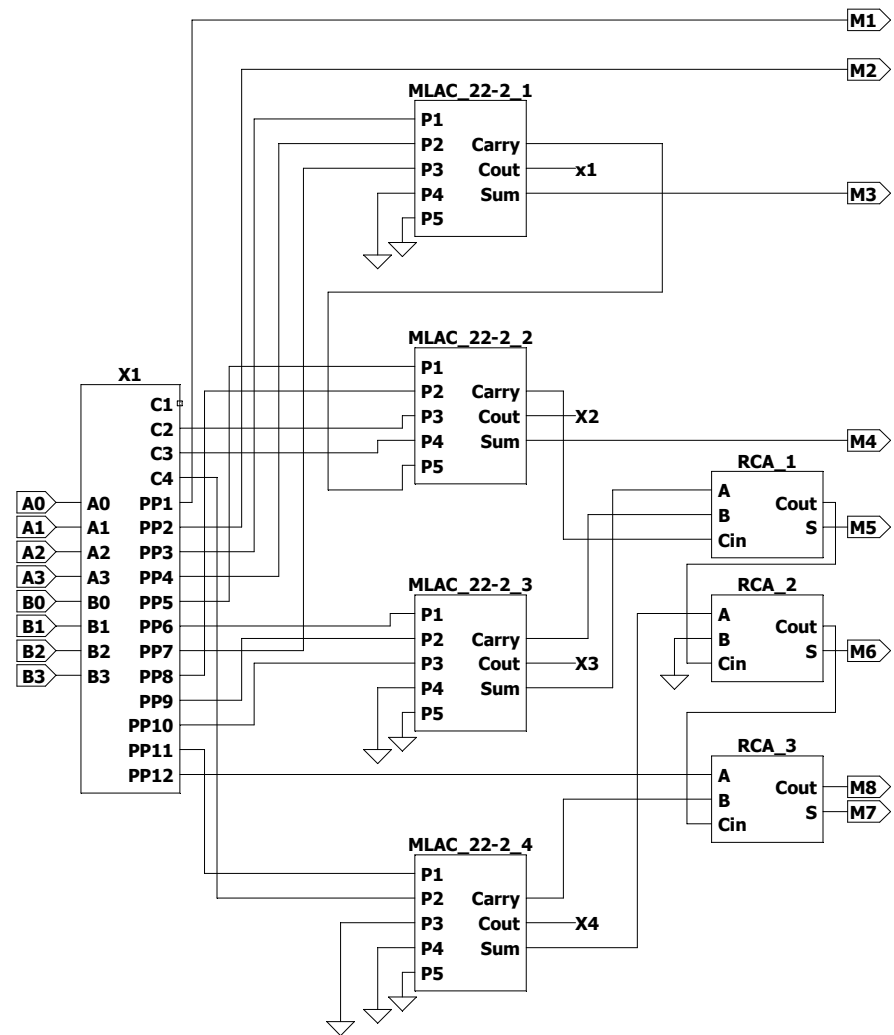 M1
M2
MLAC_22-2_1
P1
P2
P3
P4
P5
Carry
Cout
Sum
x1
M3
MLAC_22-2_2
P1
P2
P3
P4
P5
Carry
Cout
Sum
X2
M4
X1
C1
C2
C3
C4
A0 A0 PP1
A1 A1 PP2
A2 A2 PP3
A3 A3 PP4
B0 B0 PP5
B1 B1 PP6
B2 B2 PP7
B3 B3 PP8
PP9
PP10
PP11
PP12
RCA_1
A
B
Cin
Cout
S
M5
MLAC_22-2_3
P1
P2
P3
P4
P5
Carry
Cout
Sum
X3
RCA_2
A
B
Cin
Cout
S
M6
RCA_3
A
B
Cin
Cout
S
M8
M7
MLAC_22-2_4
P1
P2
P3
P4
P5
Carry
Cout
Sum
X4